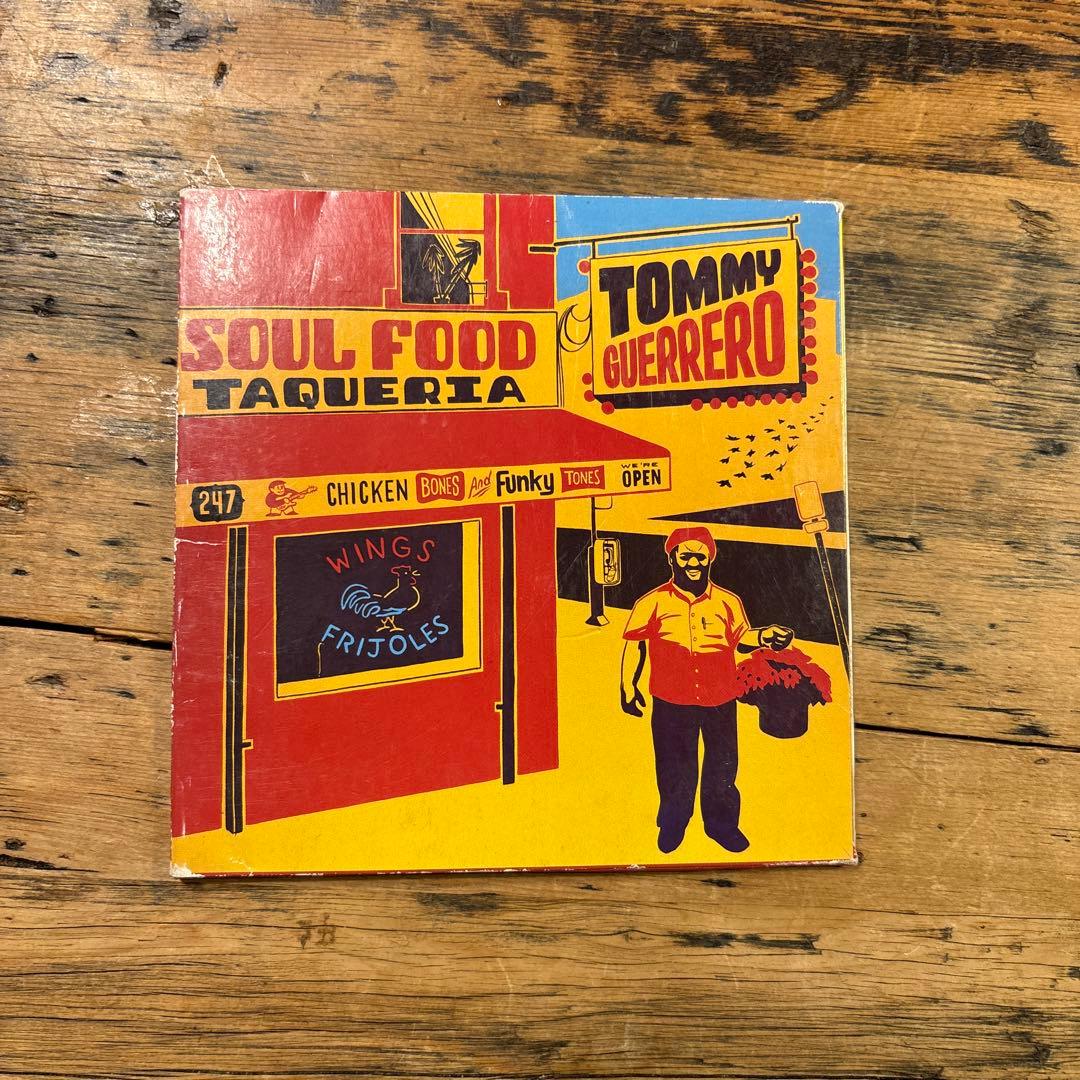 TOMMY
GUERRERO
SOUL FOOD
TAQUERIA
247 CHICKEN BONES And Funky TONES WE'RE OPEN
WINGS
FRIJOLES